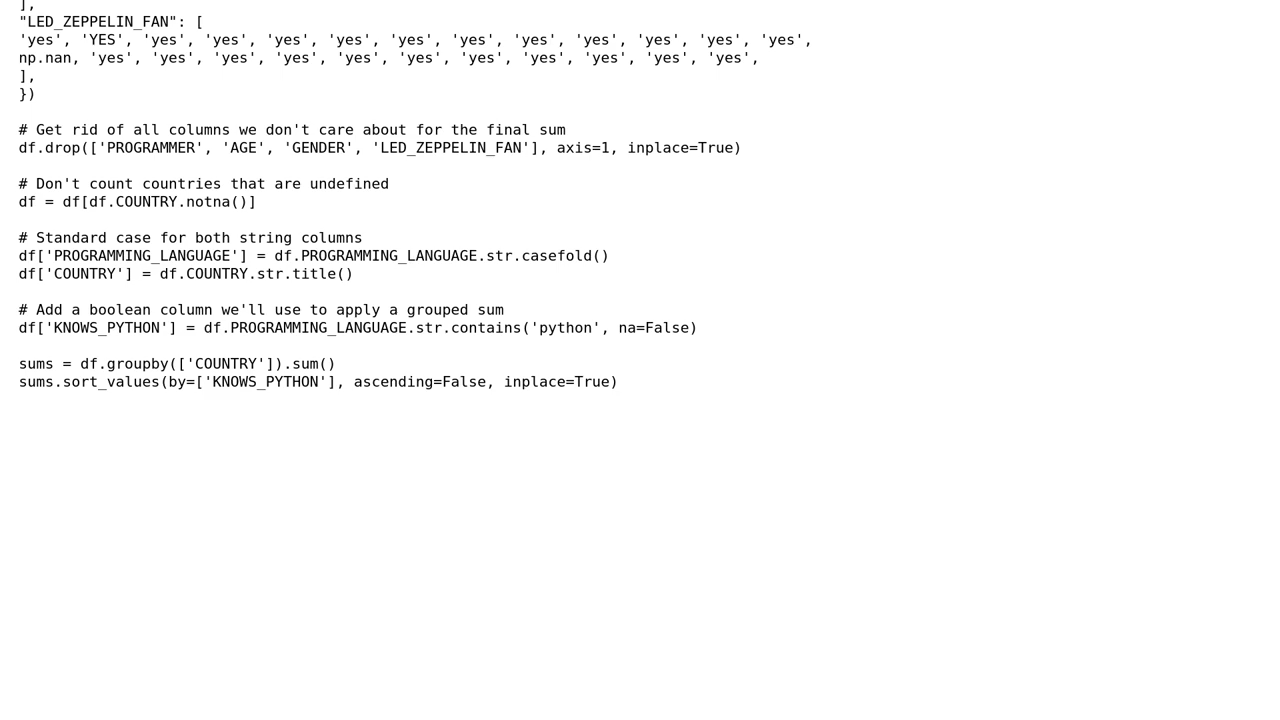 ],
"LED_ZEPPELIN_FAN": [
'yes', 'YES', 'yes', 'yes', 'yes', 'yes', 'yes', 'yes', 'yes', 'yes', 'yes', 'yes', 'yes',
np.nan, 'yes', 'yes', 'yes', 'yes', 'yes', 'yes', 'yes', 'yes', 'yes', 'yes', 'yes',
],
})
# Get rid of all columns we don't care about for the final sum
df.drop(['PROGRAMMER', 'AGE', 'GENDER', 'LED_ZEPPELIN_FAN'], axis=1, inplace=True)
# Don't count countries that are undefined
df = df[df.COUNTRY.notna()]
# Standard case for both string columns
df['PROGRAMMING_LANGUAGE'] = df.PROGRAMMING_LANGUAGE.str.casefold()
df['COUNTRY'] = df.COUNTRY.str.title()
# Add a boolean column we'll use to apply a grouped sum
df['KNOWS_PYTHON'] = df.PROGRAMMING_LANGUAGE.str.contains('python', na=False)
sums = df.groupby(['COUNTRY']).sum()
sums.sort_values(by=['KNOWS_PYTHON'], ascending=False, inplace=True)